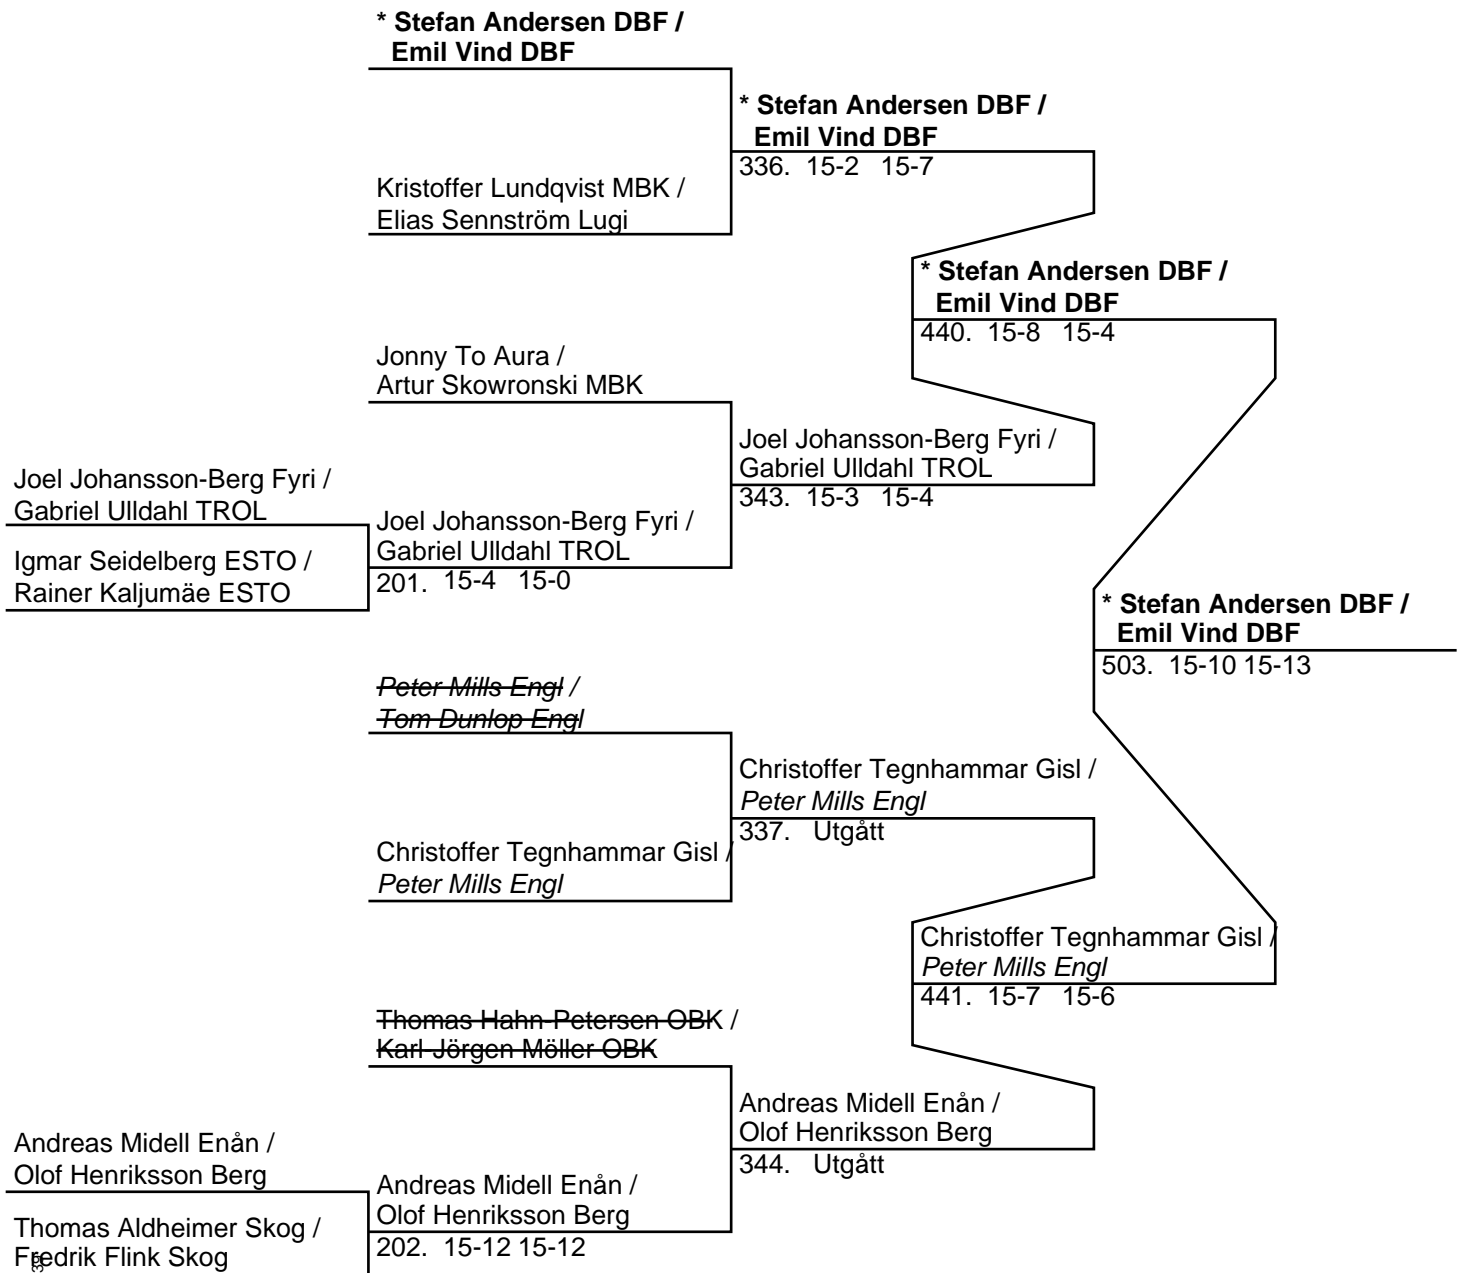 * Stefan Andersen DBF /
Emil Vind DBF
* Stefan Andersen DBF /
Emil Vind DBF
336. 15-2 15-7
Kristoffer Lundqvist MBK /
Elias Sennström Lugi
* Stefan Andersen DBF /
Emil Vind DBF
440. 15-8 15-4
Jonny To Aura /
Artur Skowronski MBK
Joel Johansson-Berg Fyri /
Gabriel Ulldahl TROL
343. 15-3 15-4
Joel Johansson-Berg Fyri /
Gabriel Ulldahl TROL
Joel Johansson-Berg Fyri /
Gabriel Ulldahl TROL
201. 15-4 15-0
Igmar Seidelberg ESTO /
Rainer Kaljumäe ESTO
* Stefan Andersen DBF /
Emil Vind DBF
503. 15-10 15-13
Peter Mills Engl /
Tom Dunlop Engl
Christoffer Tegnhammar Gisl /
Peter Mills Engl
337. Utgått
Christoffer Tegnhammar Gisl /
Peter Mills Engl
Christoffer Tegnhammar Gisl /
Peter Mills Engl
441. 15-7 15-6
Thomas Hahn-Petersen OBK /
Karl-Jörgen Möller OBK
Andreas Midell Enån /
Olof Henriksson Berg
344. Utgått
Andreas Midell Enån /
Olof Henriksson Berg
Andreas Midell Enån /
Olof Henriksson Berg
202. 15-12 15-12
Thomas Aldheimer Skog /
Fredrik Flink Skog